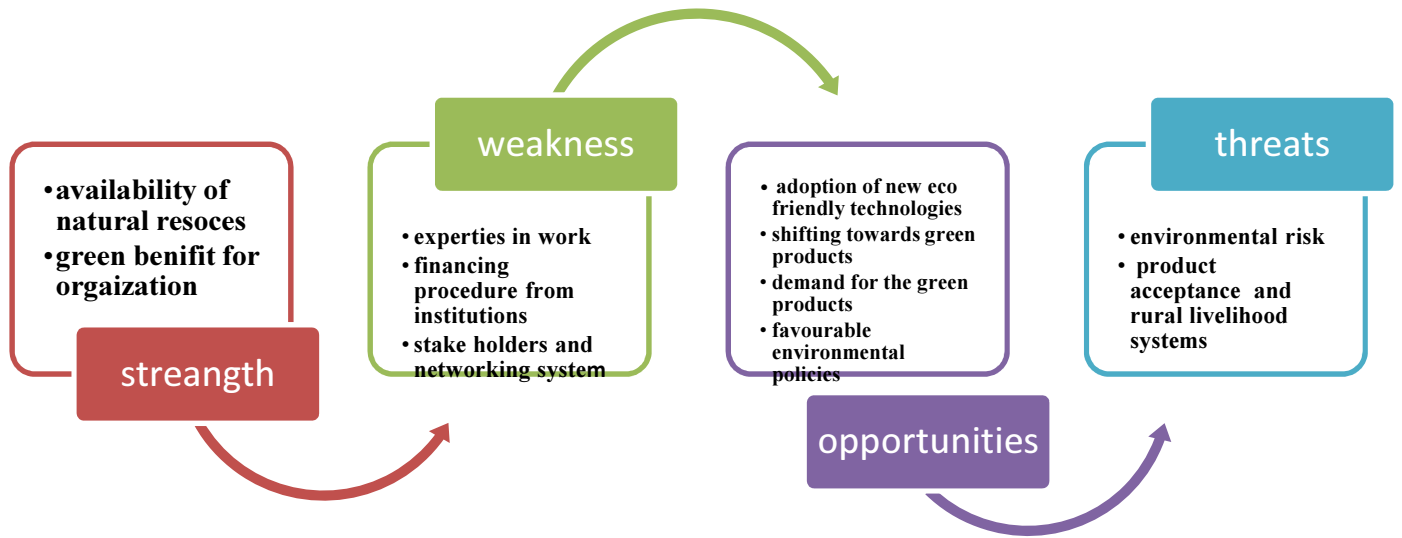 •availability of
natural resoces
•green benifit for
orgaization
streangth
weakness
• experties in work
• financing
procedure from
institutions
• stake holders and
networking system
• adoption of new eco
friendly technologies
• shifting towards green
products
• demand for the green
products
• favourable
environmental
policies
opportunities
threats
• environmental risk
• product
acceptance and
rural livelihood
systems